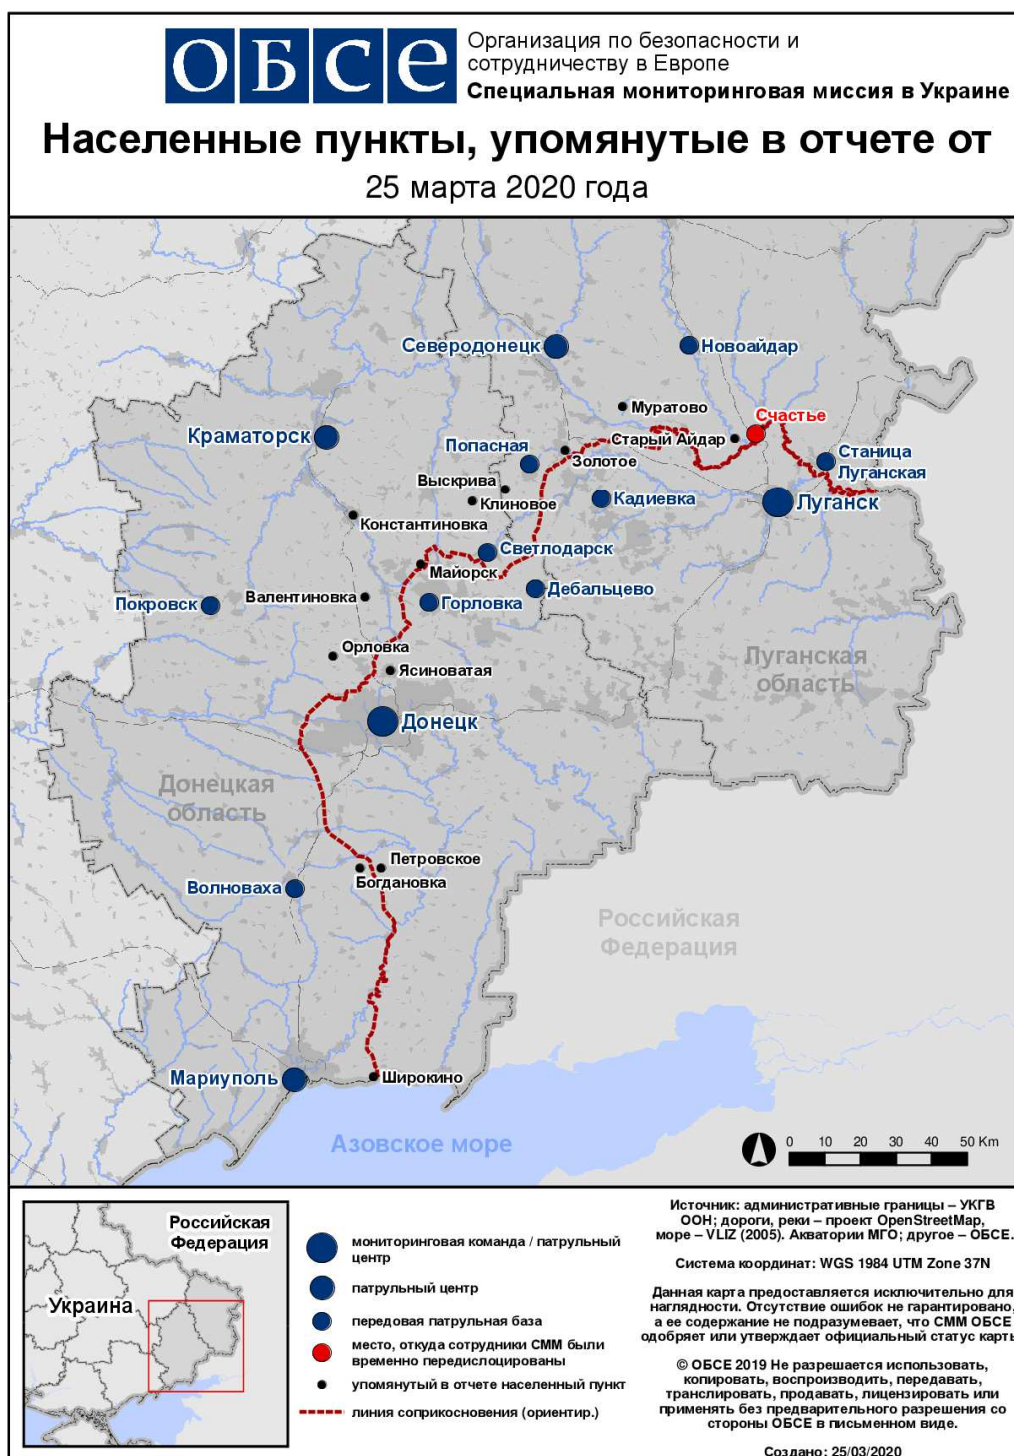 ОБСЕ
Организация по безопасности и
сотрудничеству в Европе
Специальная мониторинговая миссия в Украине
Населенные пункты, упомянутые в отчете от
25 марта 2020 года
Северодонецк
Новоайдар
Муратово
Счастье
Краматорск
Попасная
Старый Айдар
Золотое
Станица
Луганская
Выскрива
Клиновое
Кадиевка
Луганск
Константиновка
Светлодарск
Майорск
Дебальцево
Покровск
Валентиновка
Горловка
Орловка
Ясиноватая
Луганская
область
Донецк
Донецкая
область
Петровское
Богдановка
Волноваха
Российская
Федерация
Мариуполь
Широкино
Азовское море
0 10 20 30 40 50 Km
Российская
Федерация
Украина
мониторинговая команда / патрульный
центр
патрульный центр
передовая патрульная база
место, откуда сотрудники СММ были
временно передислоцированы
упомянутый в отчете населенный пункт
линия соприкосновения (ориентир.)
Источник: административные границы – УКГВ
ООН; дороги, реки – проект OpenStreetMap,
море – VLIZ (2005). Акватории МГО; другое – ОБСЕ.
Система координат: WGS 1984 UTM Zone 37N
Данная карта предоставляется исключительно для
наглядности. Отсутствие ошибок не гарантировано,
а ее содержание не подразумевает, что СММ ОБСЕ
одобряет или утверждает официальный статус карты
© ОБСЕ 2019 Не разрешается использовать,
копировать, воспроизводить, передавать,
транслировать, продавать, лицензировать или
применять без предварительного разрешения со
стороны ОБСЕ в письменном виде.
Создано: 25/03/2020